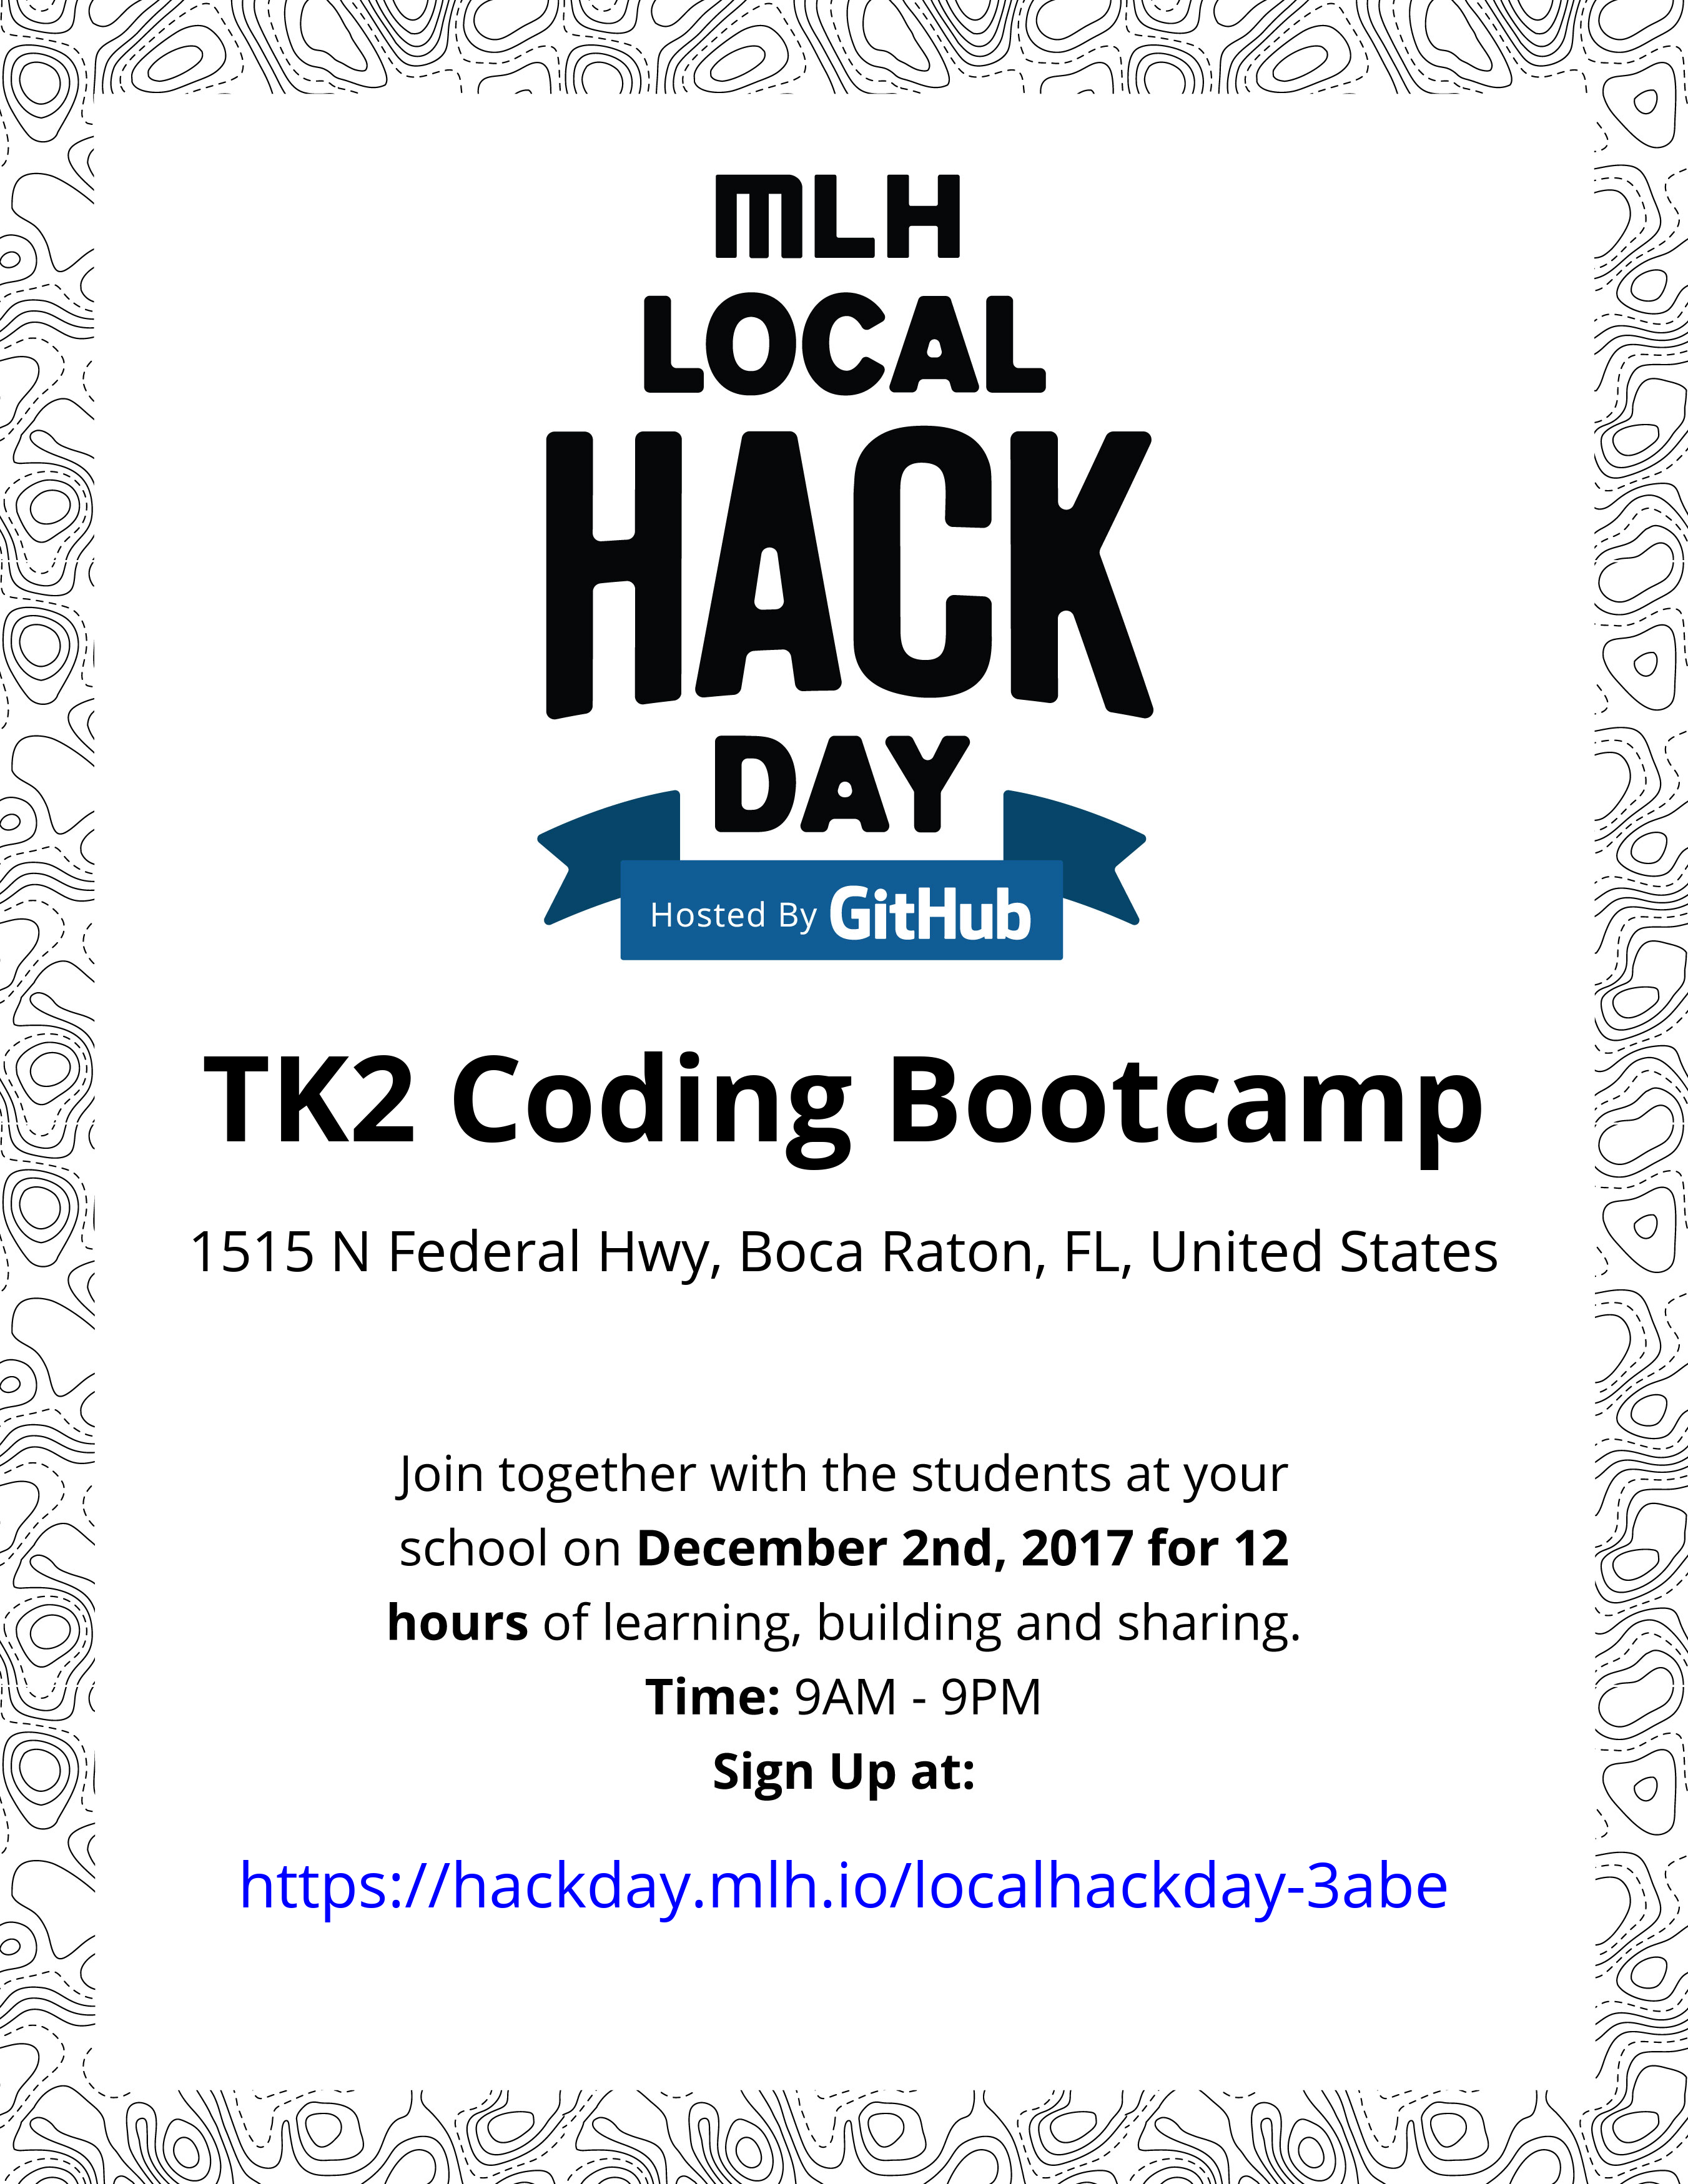 MLH
LOCAL
HACK
DAY
Hosted By GitHub
TK2 Coding Bootcamp
1515 N Federal Hwy, Boca Raton, FL, United States
Join together with the students at your
school on December 2nd, 2017 for 12
hours of learning, building and sharing.
Time: 9AM - 9PM
Sign Up at:
https://hackday.mlh.io/localhackday-3abe